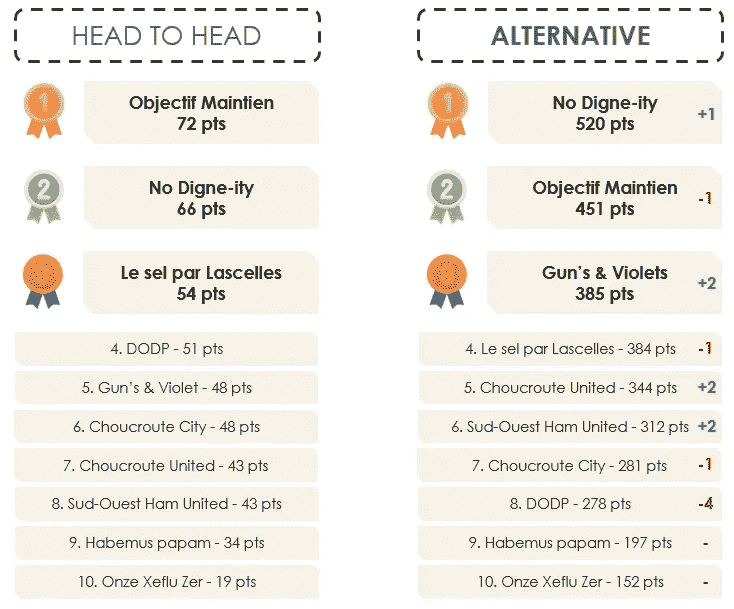 HEAD TO HEAD
1
Objectif Maintien
72 pts
2
No Digne-ity
66 pts
Le sel par Lascelles
54 pts
4. DODP - 51 pts
5. Gun's & Violet - 48 pts
6. Choucroute City - 48 pts
7. Choucroute United - 43 pts
8. Sud-Ouest Ham United - 43 pts
9. Habemus papam - 34 pts
10. Onze Xeflu Zer - 19 pts
ALTERNATIVE
1
No Digne-ity
520 pts
+1
2
Objectif Maintien
451 pts
-1
Gun's & Violets
385 pts
+2
4. Le sel par Lascelles - 384 pts -1
5. Choucroute United - 344 pts +2
6. Sud-Ouest Ham United - 312 pts +2
7. Choucroute City - 281 pts -1
8. DODP - 278 pts -4
9. Habemus papam - 197 pts -
10. Onze Xeflu Zer - 152 pts -